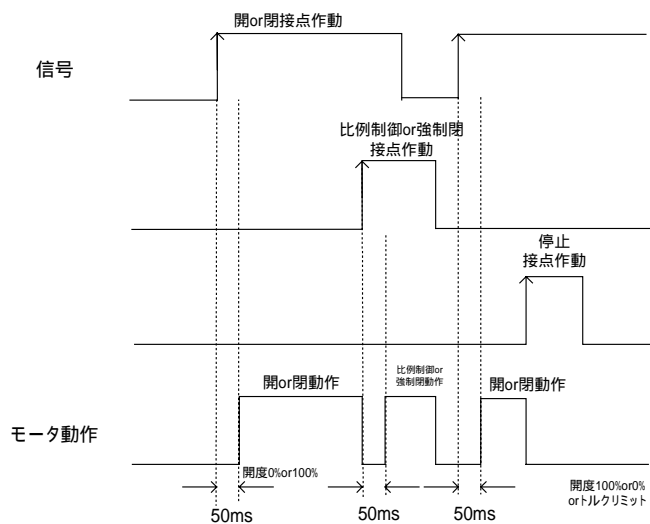 開or閉接点作動
信号
比例制御or強制閉
接点作動
停止
接点作動
比例制御or
強制閉動作
開or閉動作
開or閉動作
モータ動作
開度0%or100%
開度100%or0%
orトルクリミット
50ms
50ms
50ms